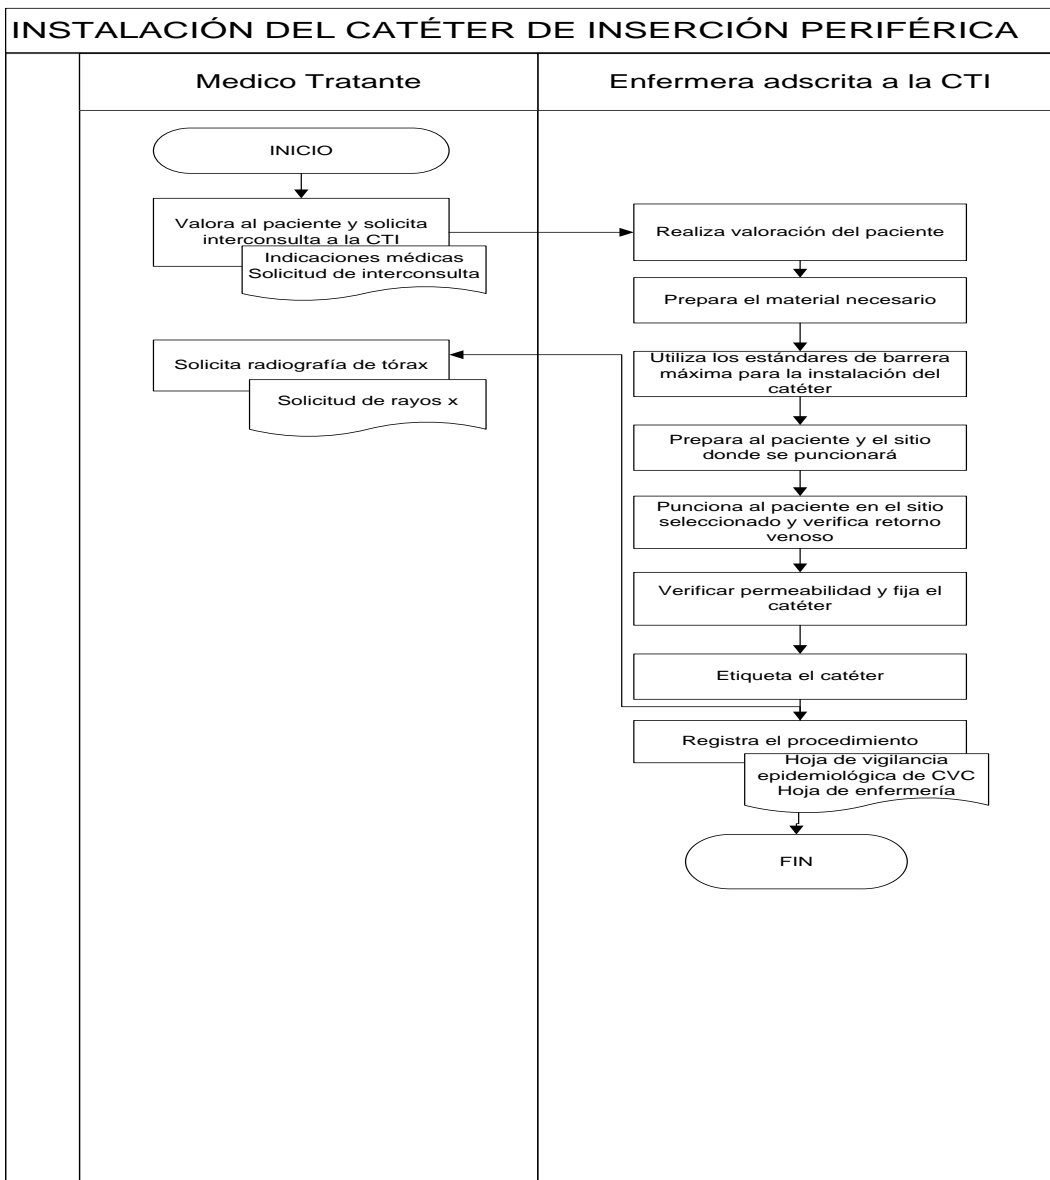 INSTALACIÓN DEL CATÉTER DE INSERCIÓN PERIFÉRICA
Medico Tratante
Enfermera adscrita a la CTI
INICIO
Valora al paciente y solicita
interconsulta a la CTI
Indicaciones médicas
Solicitud de interconsulta
Realiza valoración del paciente
Prepara el material necesario
Solicita radiografía de tórax
Solicitud de rayos x
Utiliza los estándares de barrera
máxima para la instalación del
catéter
Prepara al paciente y el sitio
donde se puncionará
Punciona al paciente en el sitio
seleccionado y verifica retorno
venoso
Verificar permeabilidad y fija el
catéter
Etiqueta el catéter
Registra el procedimiento
Hoja de vigilancia
epidemiológica de CVC
Hoja de enfermería
FIN